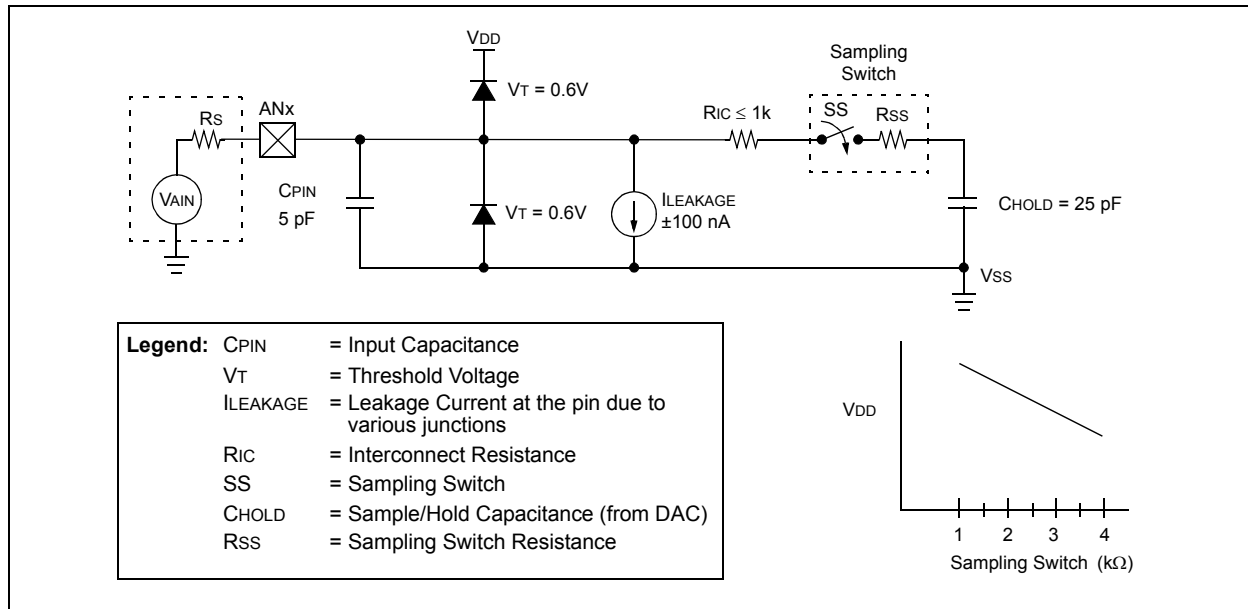 VDD
Sampling
Switch
VT = 0.6V
RS
ANx
RIC ≤ 1k
SS
RSS
VAIN
CPIN
5 pF
VT = 0.6V
ILEAKAGE
±100 nA
CHOLD = 25 pF
VSS
Legend: CPIN = Input Capacitance
VT = Threshold Voltage
ILEAKAGE = Leakage Current at the pin due to
various junctions
RIC = Interconnect Resistance
SS = Sampling Switch
CHOLD = Sample/Hold Capacitance (from DAC)
RSS = Sampling Switch Resistance
VDD
1 2 3 4
Sampling Switch (kΩ)